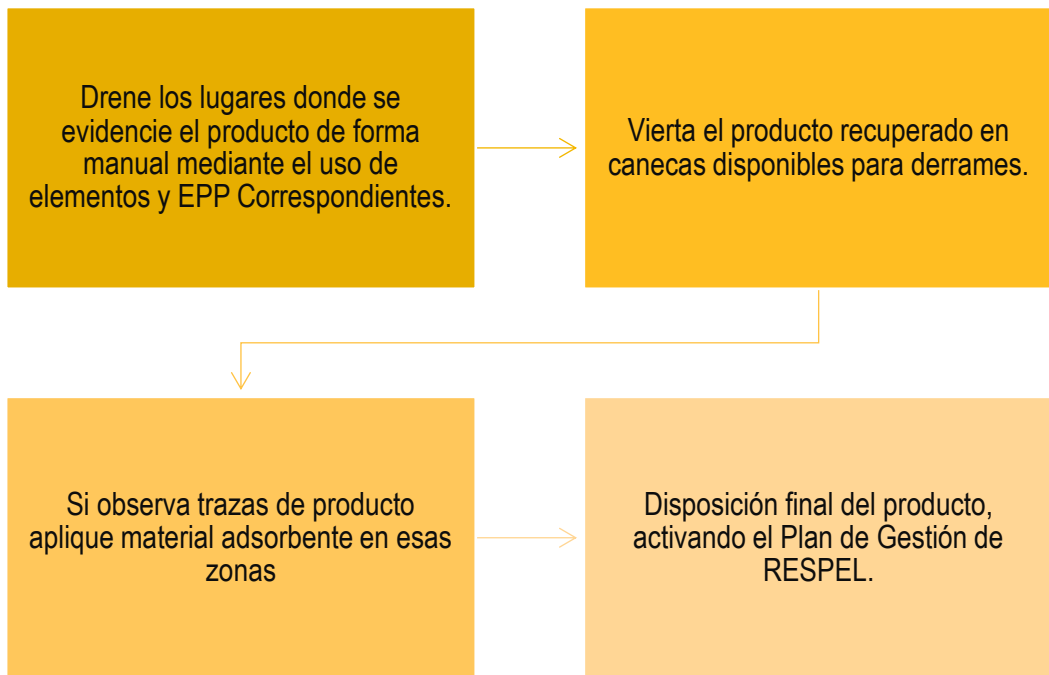 Drene los lugares donde se
evidencie el producto de forma
manual mediante el uso de
elementos y EPP Correspondientes.
Vierta el producto recuperado en
canecas disponibles para derrames.
Si observa trazas de producto
aplique material adsorbente en esas
zonas
Disposición final del producto,
activando el Plan de Gestión de
RESPEL.